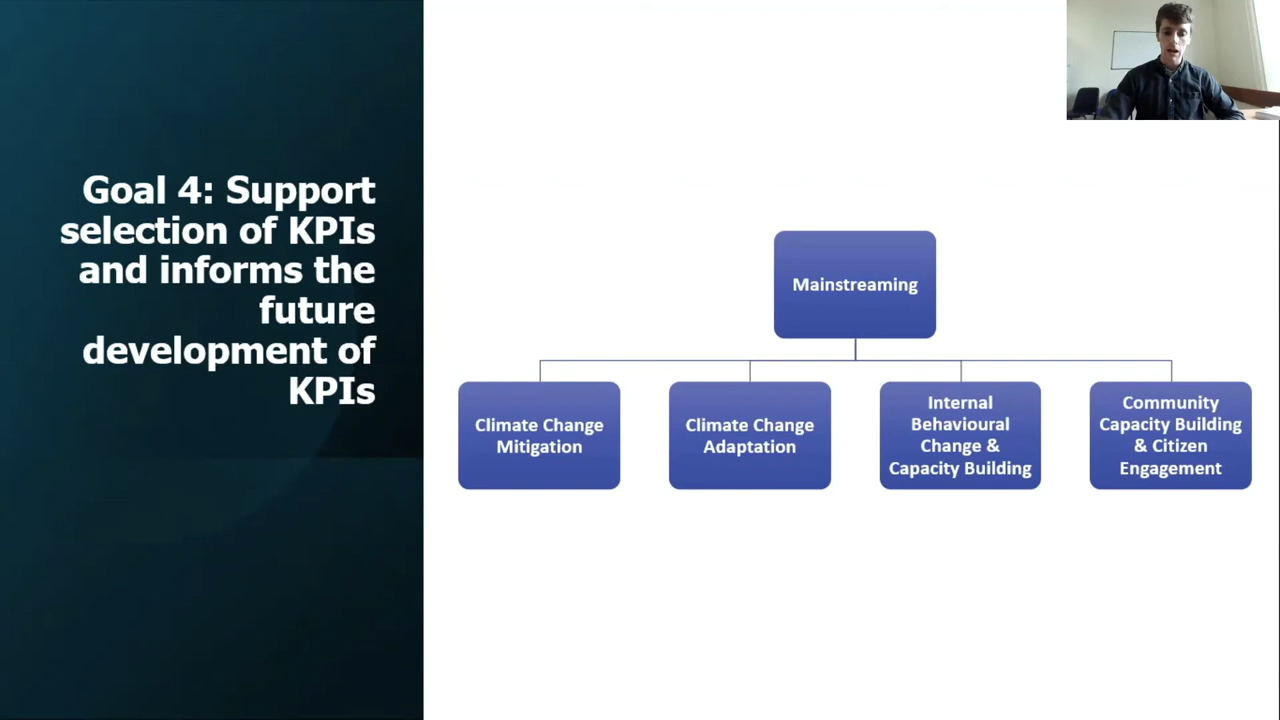 Goal 4: Support
selection of KPIs
and informs the
future
development of
KPIs
Mainstreaming
Climate Change
Mitigation
Climate Change
Adaptation
Internal
Behavioural
Change &
Capacity Building
Community
Capacity Building
& Citizen
Engagement